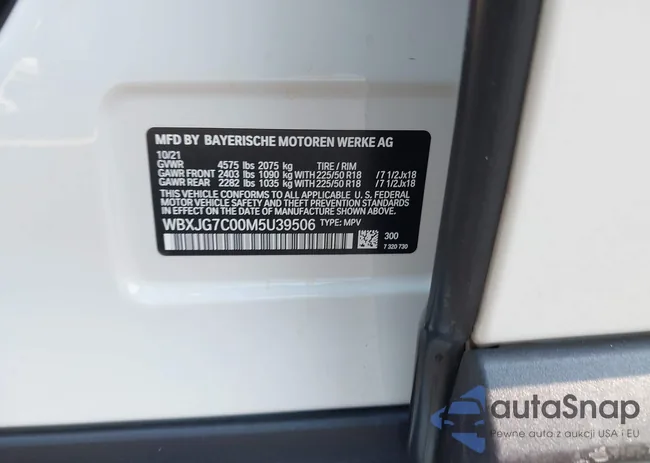 MFD BY BAYERISCHE MOTOREN WERKE AG
10/21
GVWR 4575 lbs 2075 kg TIRE / RIM
GAWR FRONT 2403 lbs 1090 kg WITH 225/50 R18 /7 1/2Jx18
GAWR REAR 2282 lbs 1035 kg WITH 225/50 R18 /7 1/2Jx18
THIS VEHICLE CONFORMS TO ALL APPLICABLE U. S. FEDERAL
MOTOR VEHICLE SAFETY AND THEFT PREVENTION STANDARDS
IN EFFECT ON THE DATE OF MANUFACTURE SHOWN ABOVE.
WBXJG7C00M5U39506 TYPE: MPV
300
7 320 730
autaSnap
Pewne auta z aukcji USA i EU